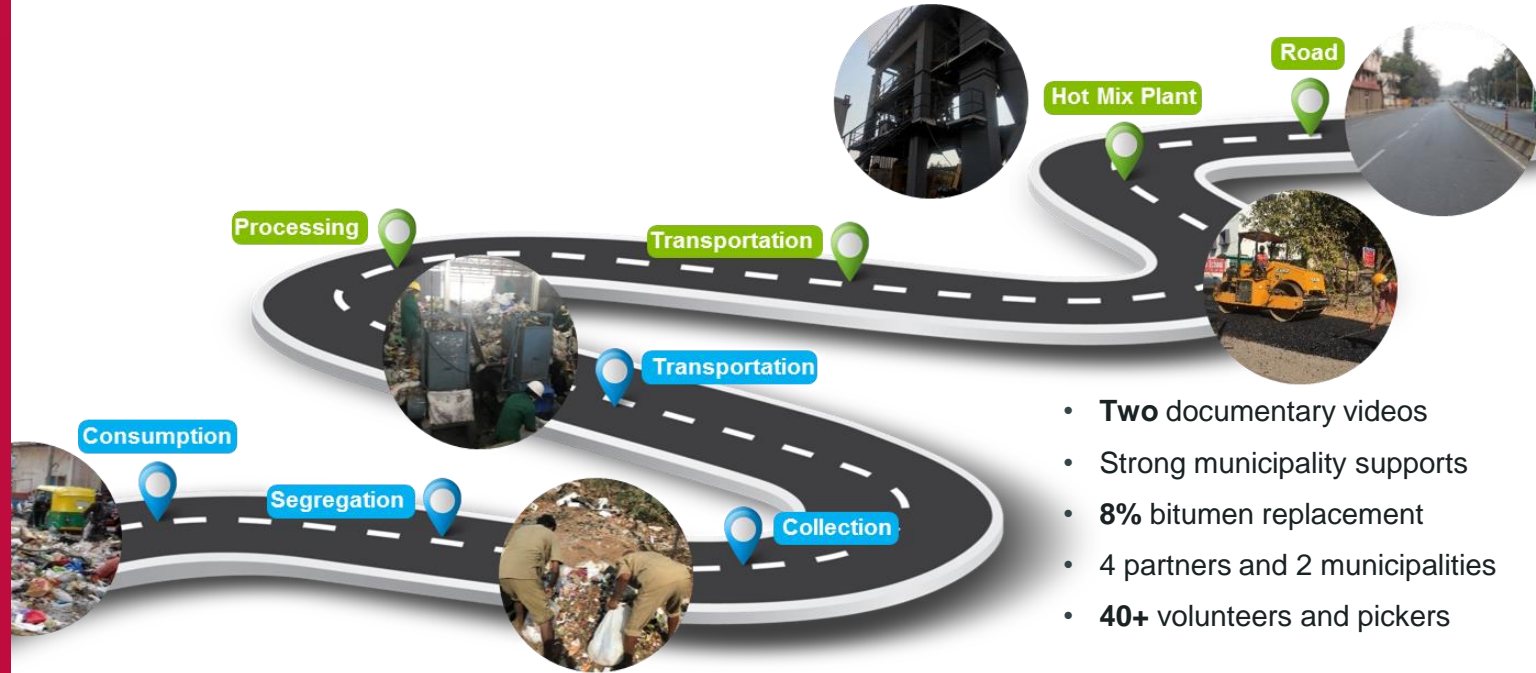 Road
Hot Mix Plant
Processing
Transportation
Transportation
Consumption
Segregation
Collection
• Two documentary videos
• Strong municipality supports
• 8% bitumen replacement
• 4 partners and 2 municipalities
• 40+ volunteers and pickers